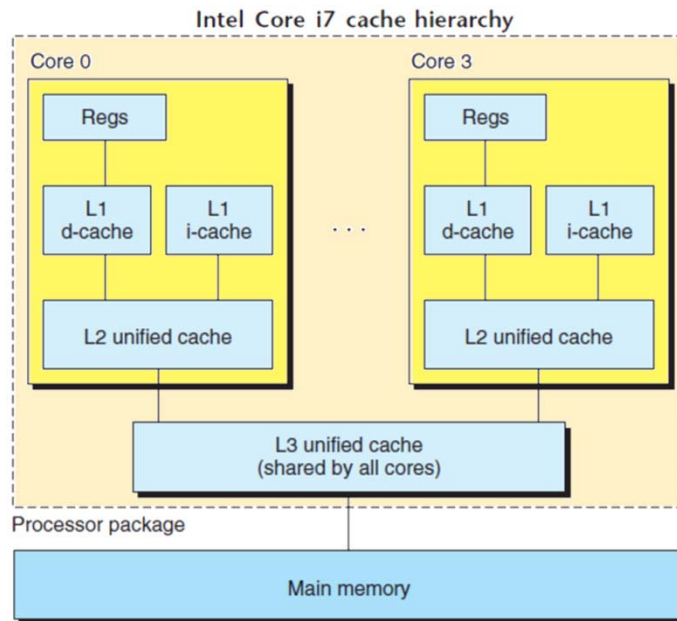 Intel Core i7 cache hierarchy
Core 0
Regs
L1
d-cache
L1
i-cache
L2 unified cache
. . .
Core 3
Regs
L1
d-cache
L1
i-cache
L2 unified cache
L3 unified cache
(shared by all cores)
Processor package
Main memory